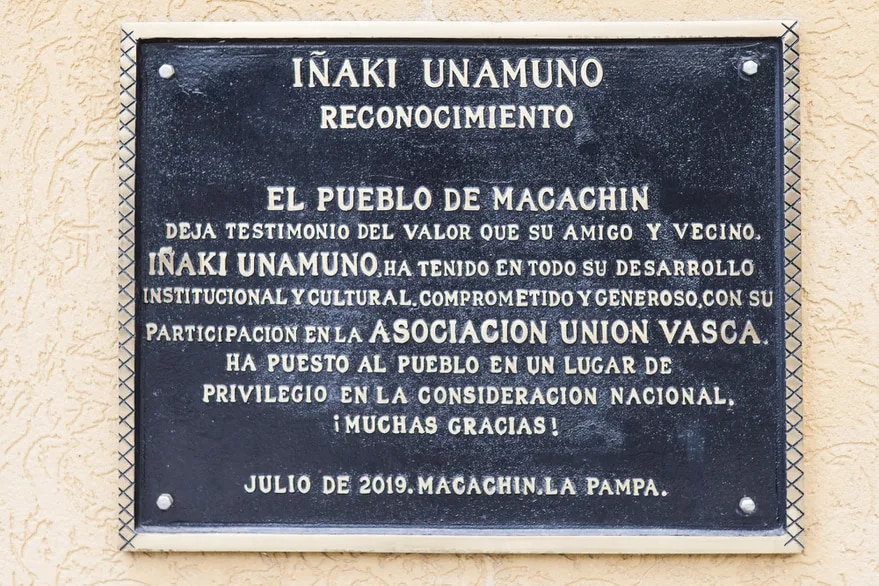 IÑAKI UNAMUNO
RECONOCIMIENTO
EL PUEBLO DE MACACHIN
DEJA TESTIMONIO DEL VALOR QUE SU AMIGO Y VECINO.
IÑAKI UNAMUNO.HA TENIDO EN TODO SU DESARROLLO
INSTITUCIONAL Y CULTURAL.COMPROMETIDO Y GENEROSO.CON SU
PARTICIPACION EN LA ASOCIACION UNION VASCA.
HA PUESTO AL PUEBLO EN UN LUGAR DE
PRIVILEGIO EN LA CONSIDERACION NACIONAL.
¡MUCHAS GRACIAS!
JULIO DE 2019.MACACHIN.LA PAMPA.